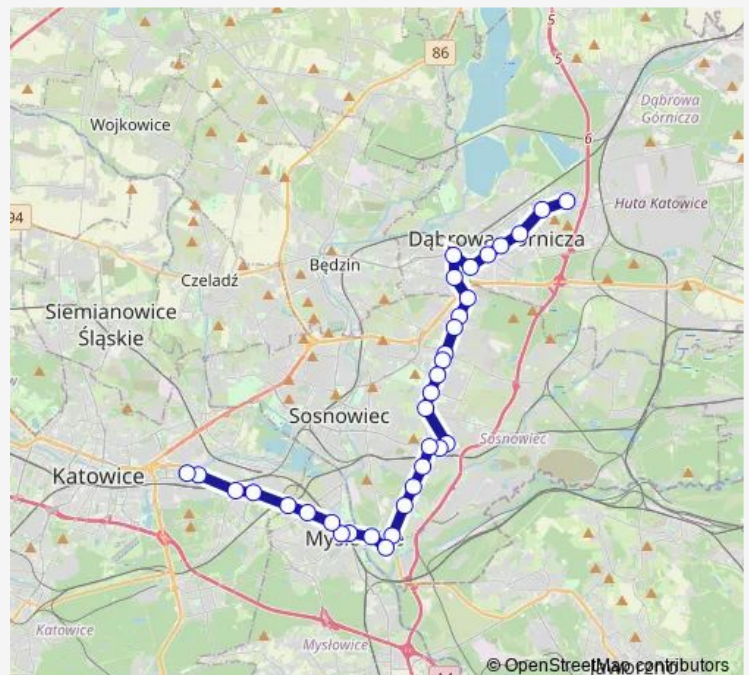 5
5
86
Dąbrowa
Górnicza
Wojkowice
6
Huta Katowice
94
Dąbrowa Górnicza
Będzin
Czeladź
Siemianowice
Śląskie
Sosnowiec
Sosnowiec
Katowice
Katowice
Mysłowice
© OpenStreetMap contributors